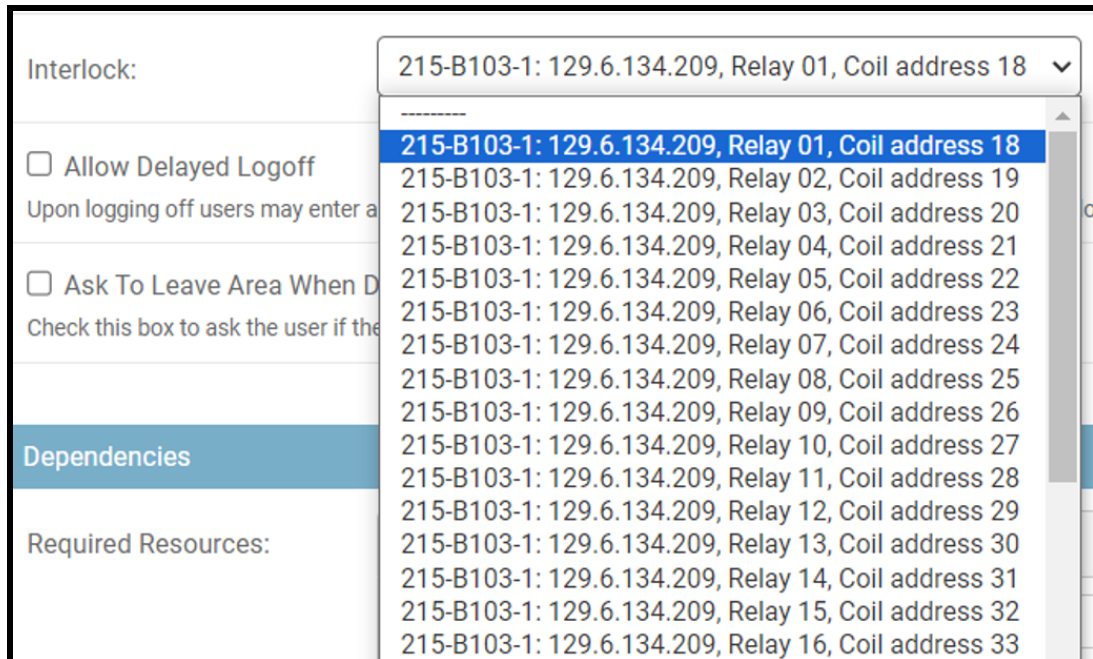 Interlock:
215-B103-1: 129.6.134.209, Relay 01, Coil address 18
---------
215-B103-1: 129.6.134.209, Relay 01, Coil address 18
215-B103-1: 129.6.134.209, Relay 02, Coil address 19
215-B103-1: 129.6.134.209, Relay 03, Coil address 20
215-B103-1: 129.6.134.209, Relay 04, Coil address 21
215-B103-1: 129.6.134.209, Relay 05, Coil address 22
215-B103-1: 129.6.134.209, Relay 06, Coil address 23
215-B103-1: 129.6.134.209, Relay 07, Coil address 24
215-B103-1: 129.6.134.209, Relay 08, Coil address 25
215-B103-1: 129.6.134.209, Relay 09, Coil address 26
215-B103-1: 129.6.134.209, Relay 10, Coil address 27
215-B103-1: 129.6.134.209, Relay 11, Coil address 28
215-B103-1: 129.6.134.209, Relay 12, Coil address 29
215-B103-1: 129.6.134.209, Relay 13, Coil address 30
215-B103-1: 129.6.134.209, Relay 14, Coil address 31
215-B103-1: 129.6.134.209, Relay 15, Coil address 32
215-B103-1: 129.6.134.209, Relay 16, Coil address 33
Allow Delayed Logoff
Upon logging off users may enter a
Ask To Leave Area When D
Check this box to ask the user if the
Dependencies
Required Resources: